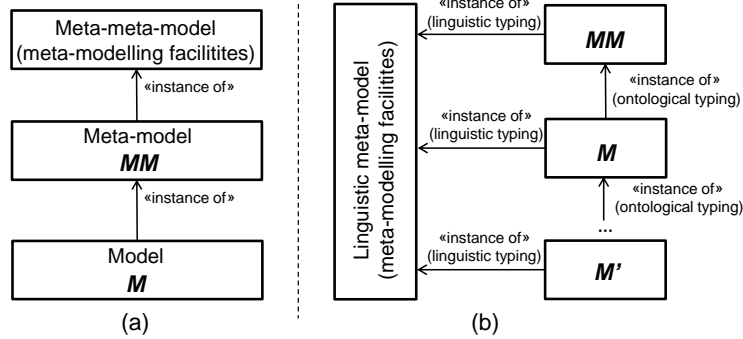 Meta-meta-model
(meta-modelling facilitites)
«instance of»
Meta-model
MM
«instance of»
Model
M
(a)
Linguistic meta-model
(meta-modelling facilitites)
«instance of»
(linguistic typing)
MM
«instance of»
(ontological typing)
«instance of»
(linguistic typing)
M
«instance of»
(ontological typing)
...
«instance of»
(linguistic typing)
M'
(b)